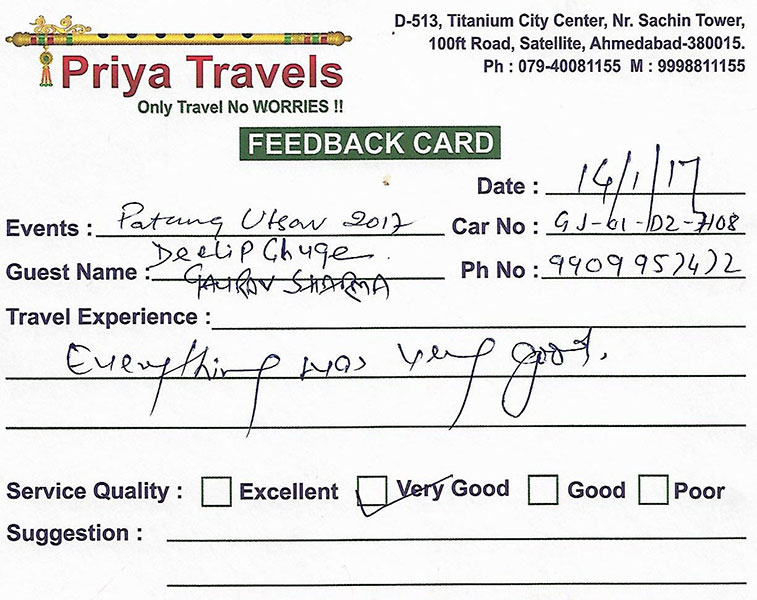 D-513, Titanium City Center, Nr. Sachin Tower,
100ft Road, Satellite, Ahmedabad-380015.
Ph : 079-40081155 M : 9998811155
Priya Travels
Only Travel No WORRIES !!
FEEDBACK CARD
Date : 14/1/17
Events : Patang Utsav 2017 Car No : GJ-01-DZ-7108
Guest Name : Deelip Ghuge. Ph No : 9909957472
GAURAV SHARMA
Travel Experience :
Everything was very good.
Service Quality : Excellent Very Good Good Poor
Suggestion :